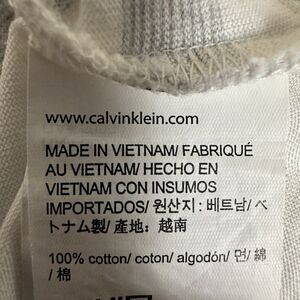 www.calvinklein.com
MADE IN VIETNAM/ FABRIQUÉ
AU VIETNAM/ HECHO EN
VIETNAM CON INSUMOS
IMPORTADOS/ 원산지 : 베트남/ ベ
トナム製/ 產地：越南
100% cotton/ coton/ algodón/ 면/ 綿
/ 棉